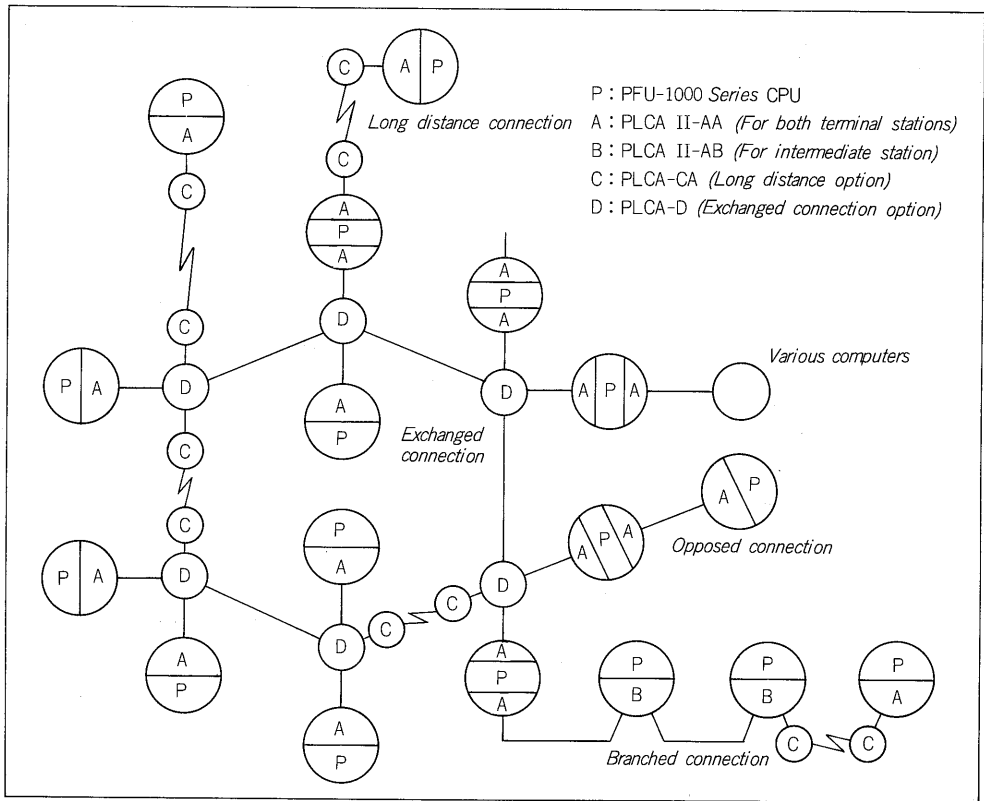 C
A P
P
A
Long distance connection
P : PFU-1000 Series CPU
A : PLCA II-AA (For both terminal stations)
B : PLCA II-AB (For intermediate station)
C : PLCA-CA (Long distance option)
D : PLCA-D (Exchanged connection option)
C
C
A
P
A
A
P
A
D
C
Various computers
P A
D
D
A P A
A
P
Exchanged
connection
C
A P
A P A
Opposed connection
C
P
A
P A
D
D
C
C
D
A
P
A
P
A
P
B
P
B
P
A
A
P
C
C
Branched connection